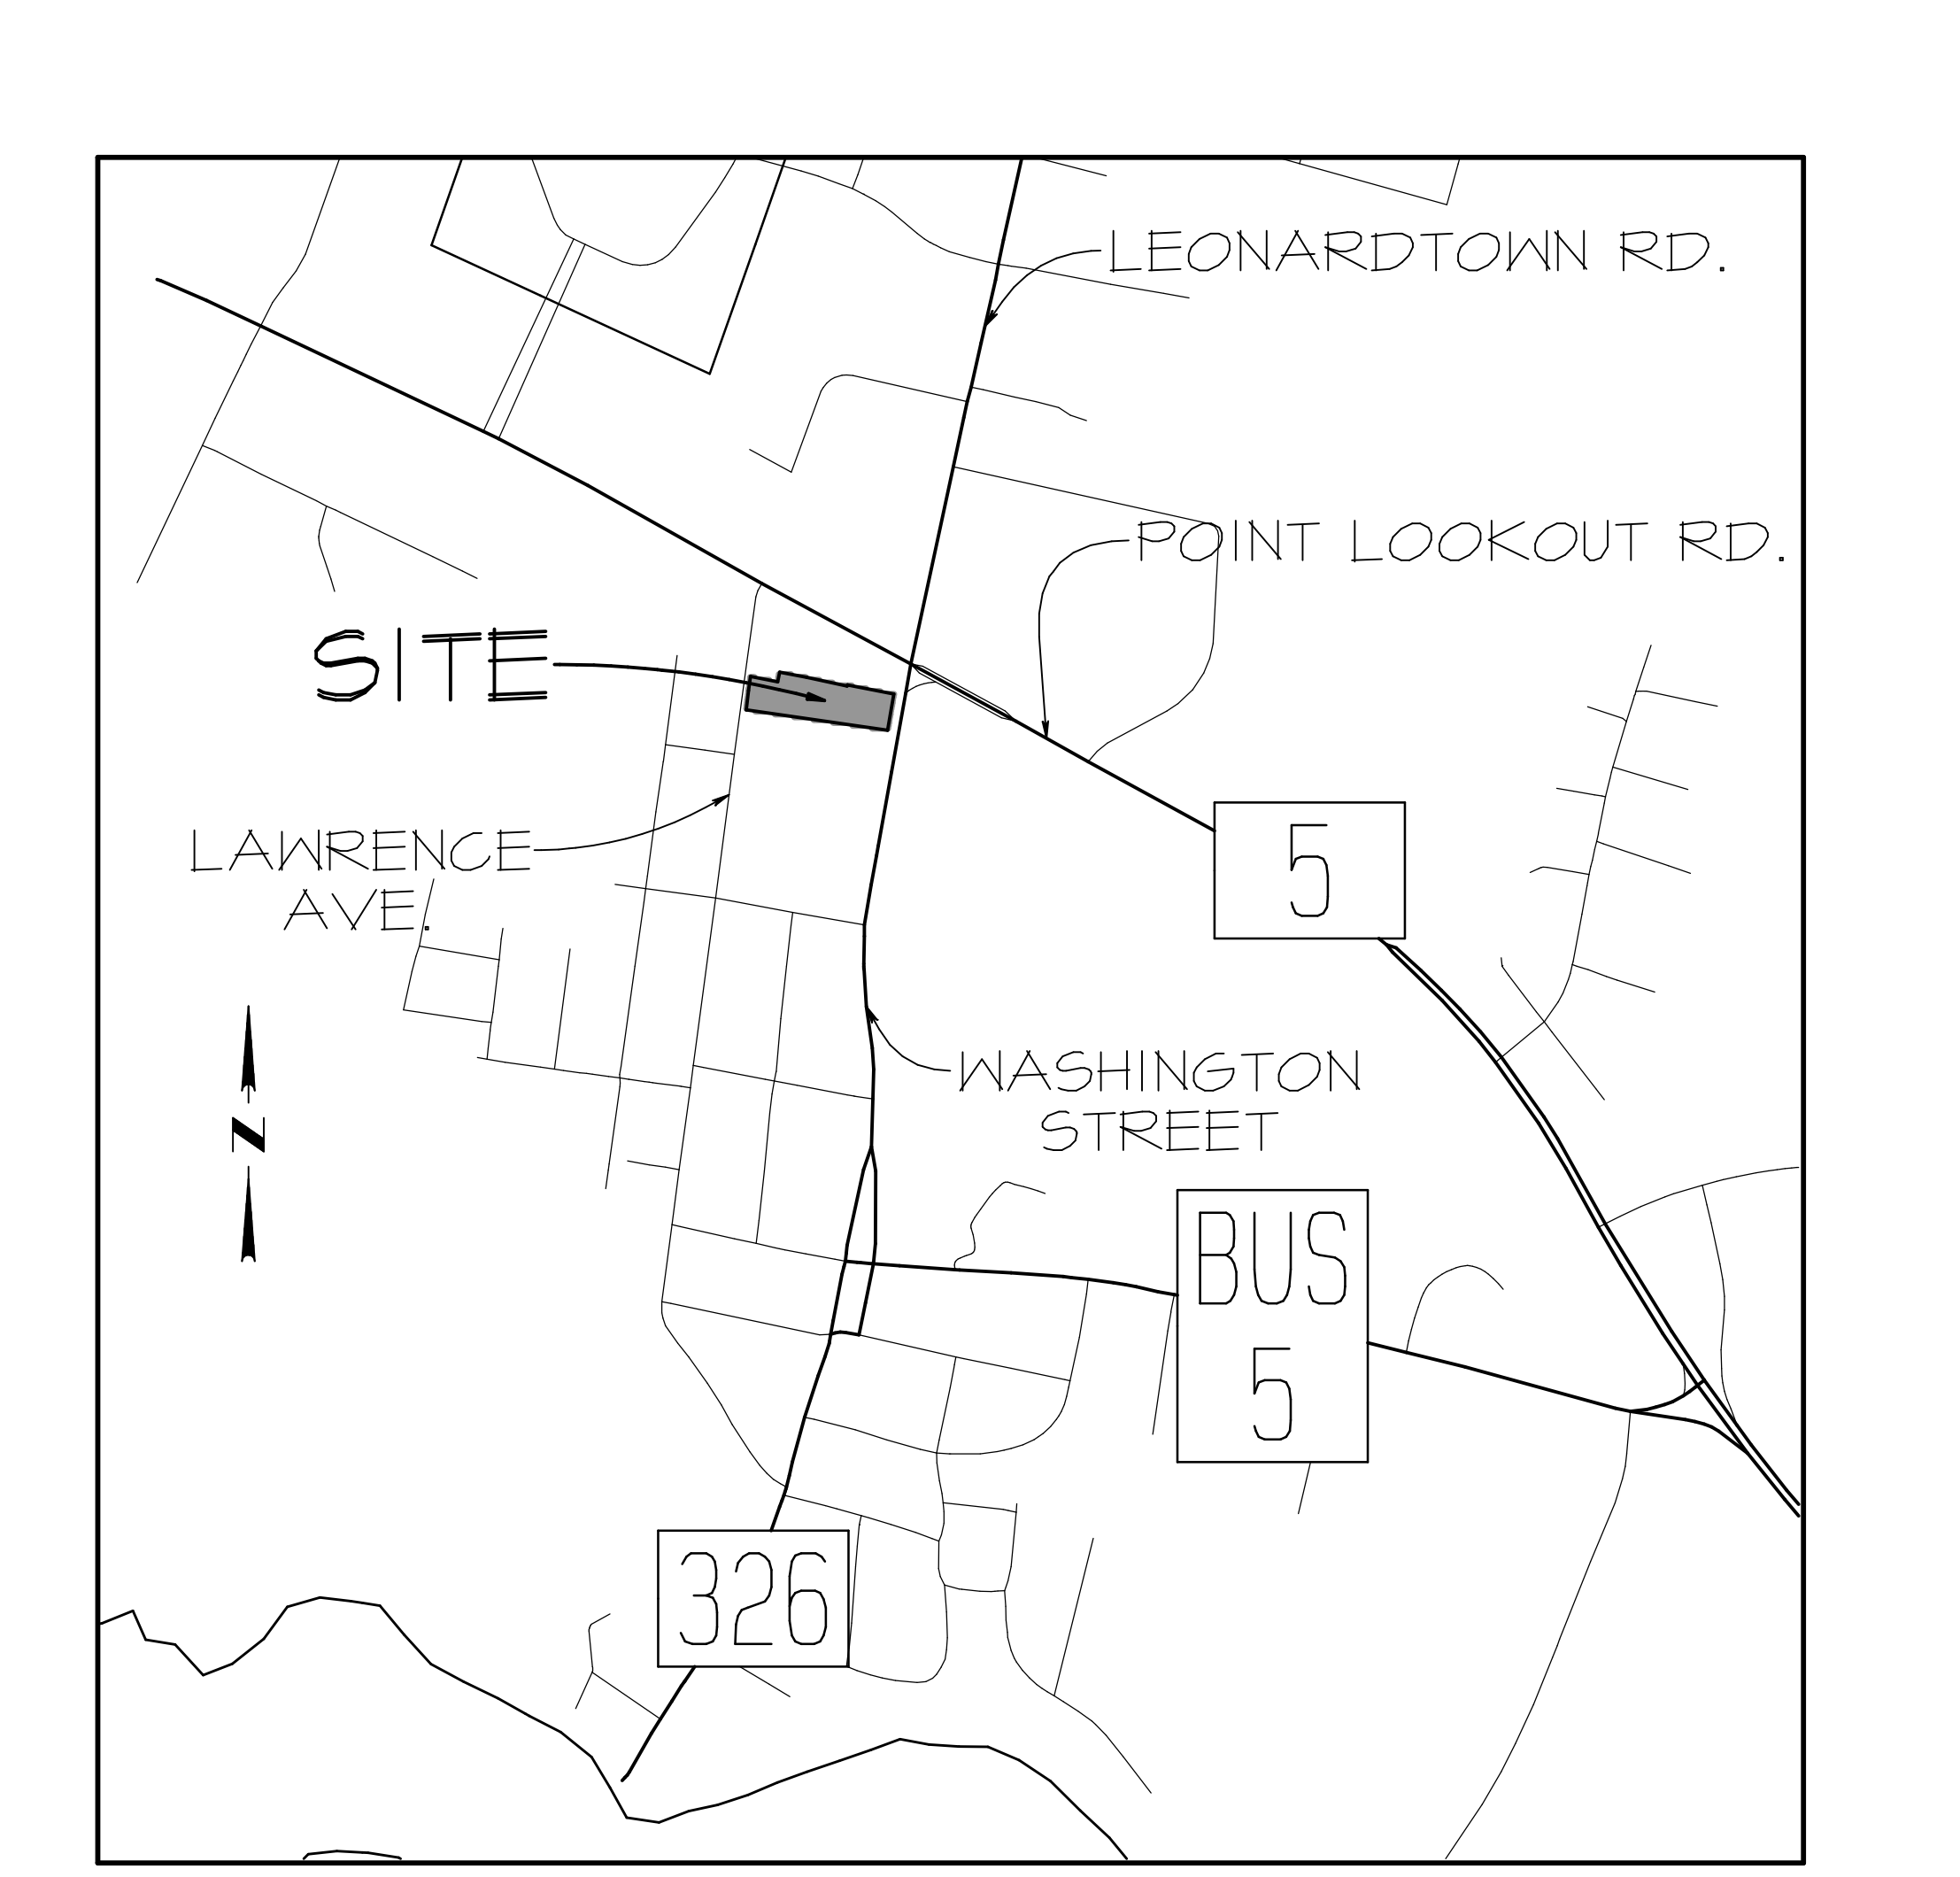 LEONARDTOWN RD.
POINT LOOKOUT RD.
SITE
LAWRENCE
AVE.
5
N
WASHINGTON
STREET
BUS
5
326